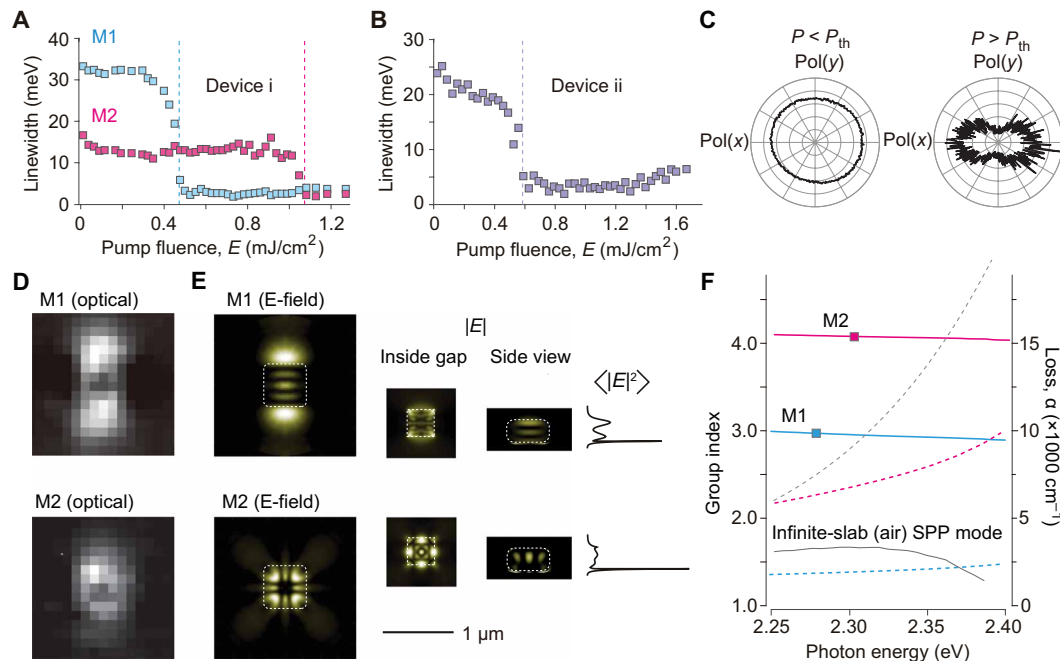 A
M1
M2
Device i
Linewidth (meV)
40
30
20
10
0
0
0.4
0.8
1.2
Pump fluence, E (mJ/cm²)
B
Device ii
Linewidth (meV)
30
20
10
0
0
0.4
0.8
1.2
1.6
Pump fluence, E (mJ/cm²)
C
P < Pth
Pol(y)
Pol(x)
P > Pth
Pol(y)
Pol(x)
D
M1 (optical)
M2 (optical)
E
M1 (E-field)
|E|
Inside gap
Side view
⟨|E|²⟩
M2 (E-field)
1 µm
F
M2
M1
Infinite-slab (air) SPP mode
Group index
4.0
3.0
2.0
1.0
Loss, α (×1000 cm⁻¹)
15
10
5
0
2.25
2.30
2.35
2.40
Photon energy (eV)